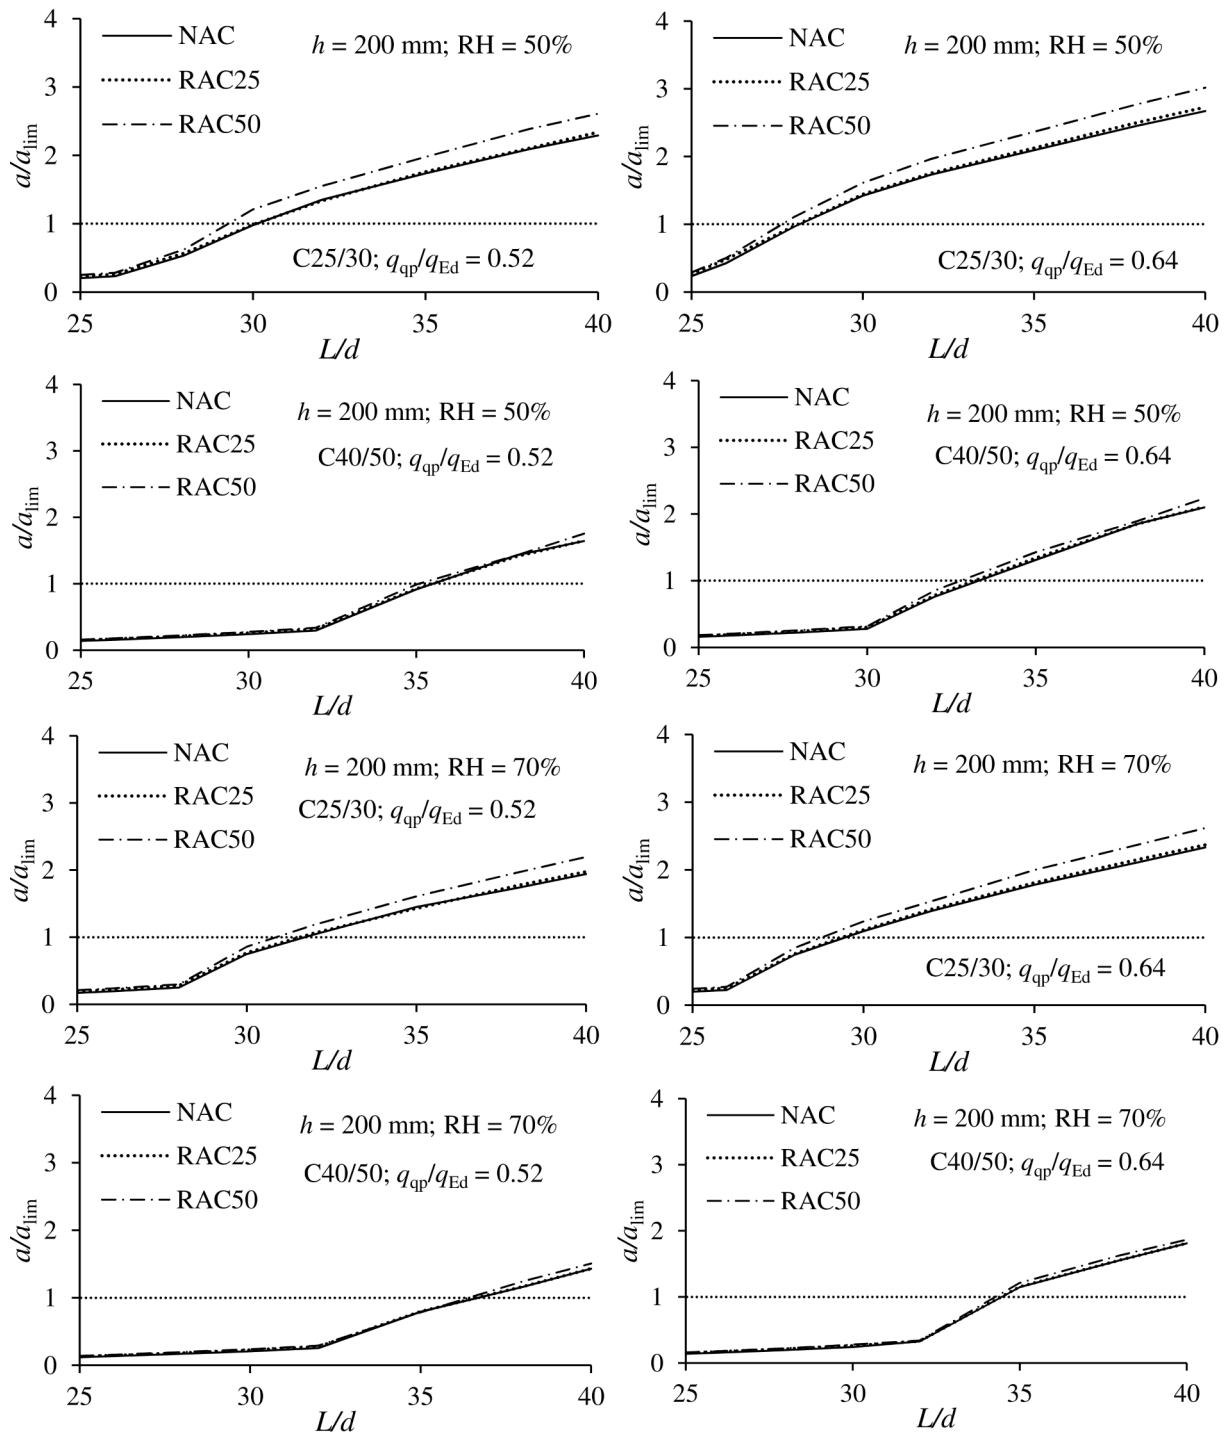 4
NAC
h = 200 mm; RH = 50%
3
RAC25
RAC50
2
a/alim
1
C25/30; qqp/qEd = 0.52
0
25 30 35 40
L/d
4
NAC
h = 200 mm; RH = 50%
3
RAC25
RAC50
2
a/alim
1
C25/30; qqp/qEd = 0.64
0
25 30 35 40
L/d
4
NAC
h = 200 mm; RH = 50%
3
RAC25
C40/50; qqp/qEd = 0.52
RAC50
2
a/alim
1
0
25 30 35 40
L/d
4
NAC
h = 200 mm; RH = 50%
3
RAC25
C40/50; qqp/qEd = 0.64
RAC50
2
a/alim
1
0
25 30 35 40
L/d
4
NAC
h = 200 mm; RH = 70%
3
RAC25
C25/30; qqp/qEd = 0.52
RAC50
2
a/alim
1
0
25 30 35 40
L/d
4
NAC
h = 200 mm; RH = 70%
3
RAC25
RAC50
2
a/alim
1
C25/30; qqp/qEd = 0.64
0
25 30 35 40
L/d
4
NAC
h = 200 mm; RH = 70%
3
RAC25
C40/50; qqp/qEd = 0.52
RAC50
2
a/alim
1
0
25 30 35 40
L/d
4
NAC
h = 200 mm; RH = 70%
3
RAC25
C40/50; qqp/qEd = 0.64
RAC50
2
a/alim
1
0
25 30 35 40
L/d